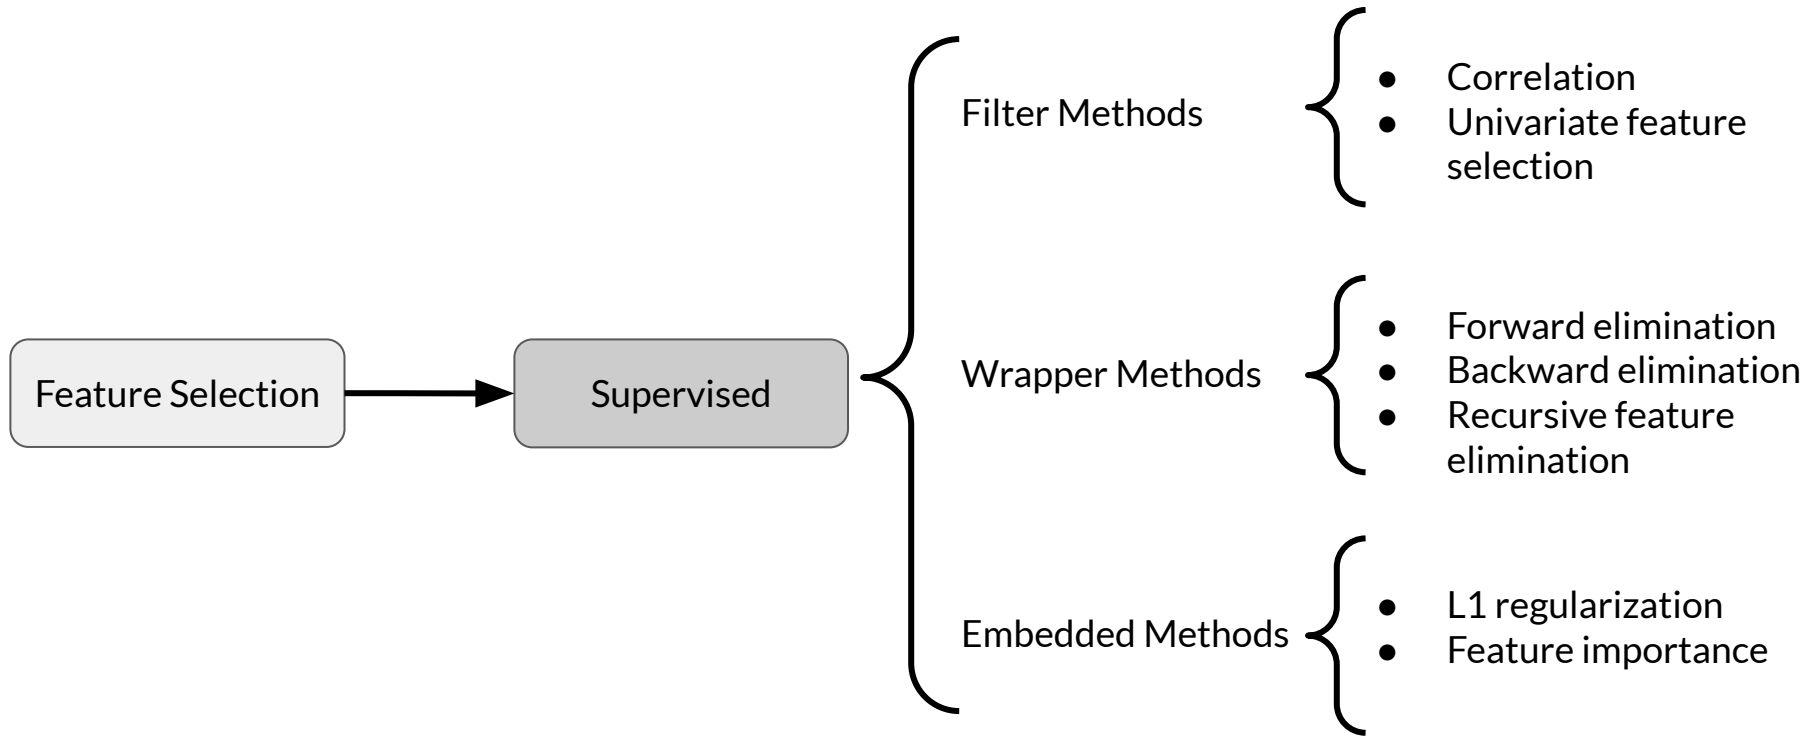 Feature Selection
Supervised
Filter Methods
● Correlation
● Univariate feature
selection
Wrapper Methods
● Forward elimination
● Backward elimination
● Recursive feature
elimination
Embedded Methods
● L1 regularization
● Feature importance